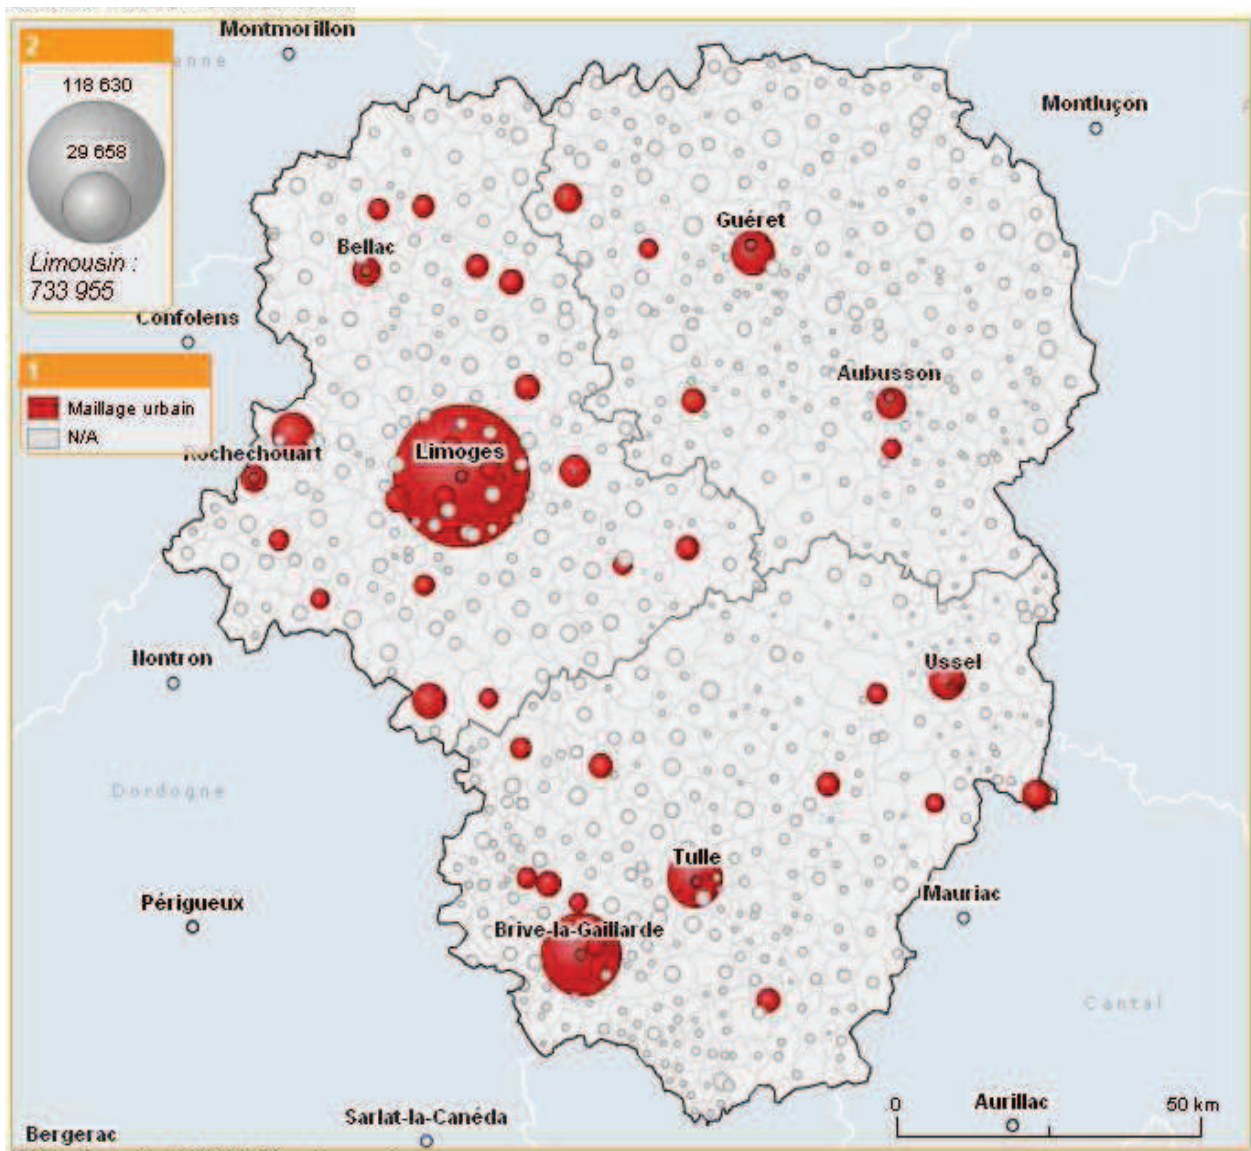 Montmorillon
2
enne
118 630
29 658
Limousin :
733 955
Montluçon
Guéret
Bellac
Confolens
1
Maillage urbain
N/A
Aubusson
Rochechouart
Limoges
Nontron
Ussel
Dordogne
Tulle
Mauriac
Périgueux
Brive-la-Gaillarde
Cantal
Sarlat-la-Canéda
Aurillac
0
50 km
Bergerac